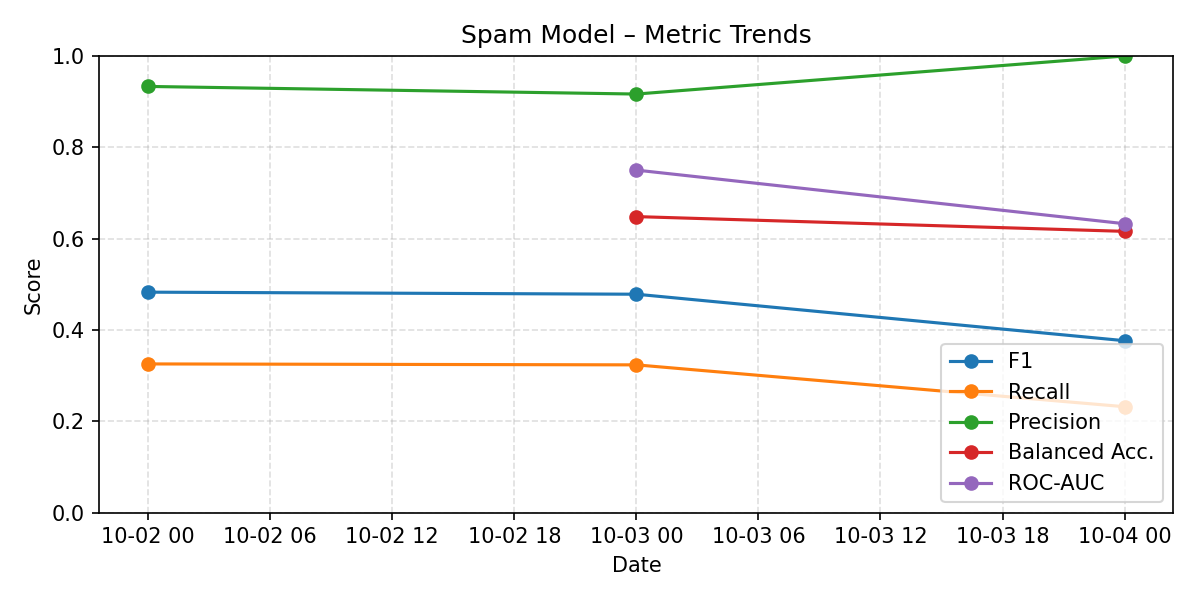 Spam Model – Metric Trends
1.0
0.8
0.6
0.4
0.2
0.0
Score
F1
Recall
Precision
Balanced Acc.
ROC-AUC
10-02 00 10-02 06 10-02 12 10-02 18 10-03 00 10-03 06 10-03 12 10-03 18 10-04 00
Date